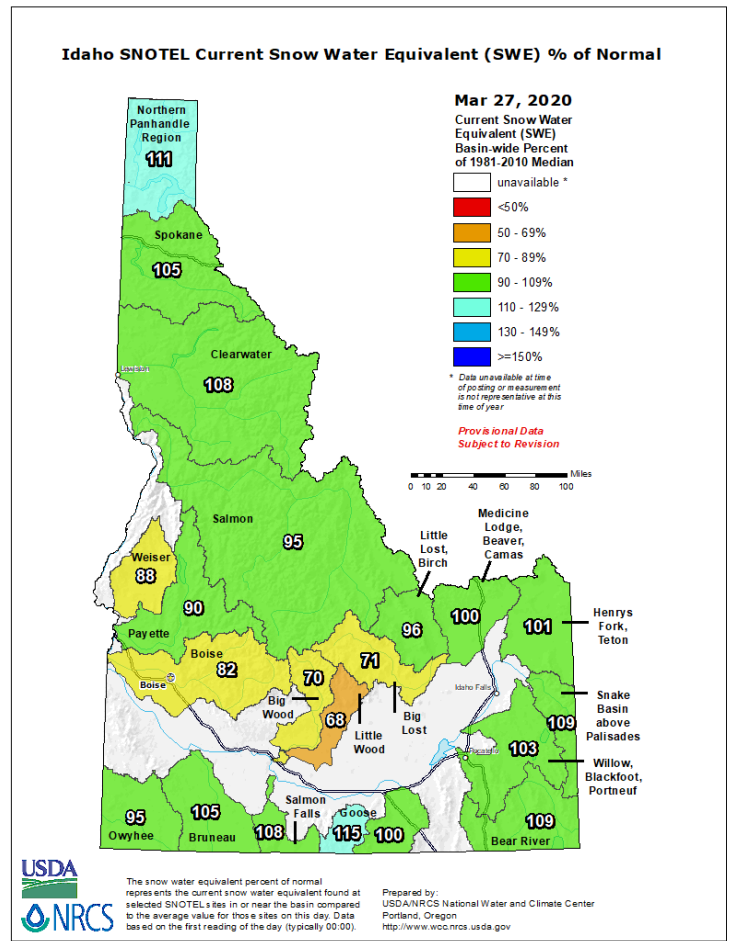 Idaho SNOTEL Current Snow Water Equivalent (SWE) % of Normal
Mar 27, 2020
Current Snow Water
Equivalent (SWE)
Basin-wide Percent
of 1981-2010 Median
unavailable *
<50%
50 - 69%
70 - 89%
90 - 109%
110 - 129%
130 - 149%
>=150%
* Data unavailable at time
of posting or measurement
is not representative at this
time of year
Provisional Data
Subject to Revision
Miles
0 10 20 40 60 80 100
Northern
Panhandle
Region
111
Spokane
105
Clearwater
108
Lewiston
Salmon
95
Weiser
88
90
Payette
Boise
82
Boise
70
Big
Wood
71
Big
Lost
68
Little
Wood
Little
Lost,
Birch
96
Medicine
Lodge,
Beaver,
Camas
100
101
Henrys
Fork,
Teton
Idaho Falls
Snake
Basin
above
Palisades
109
Pocatello
103
Willow,
Blackfoot,
Portneuf
95
Owyhee
105
Bruneau
108
Salmon
Falls
Goose
115
100
109
Bear River
USDA
NRCS
The snow water equivalent percent of normal
represents the current snow water equivalent found at
selected SNOTEL sites in or near the basin compared
to the average value for those sites on this day. Data
based on the first reading of the day (typically 00:00).
Prepared by:
USDA/NRCS National Water and Climate Center
Portland, Oregon
http://www.wcc.nrcs.usda.gov